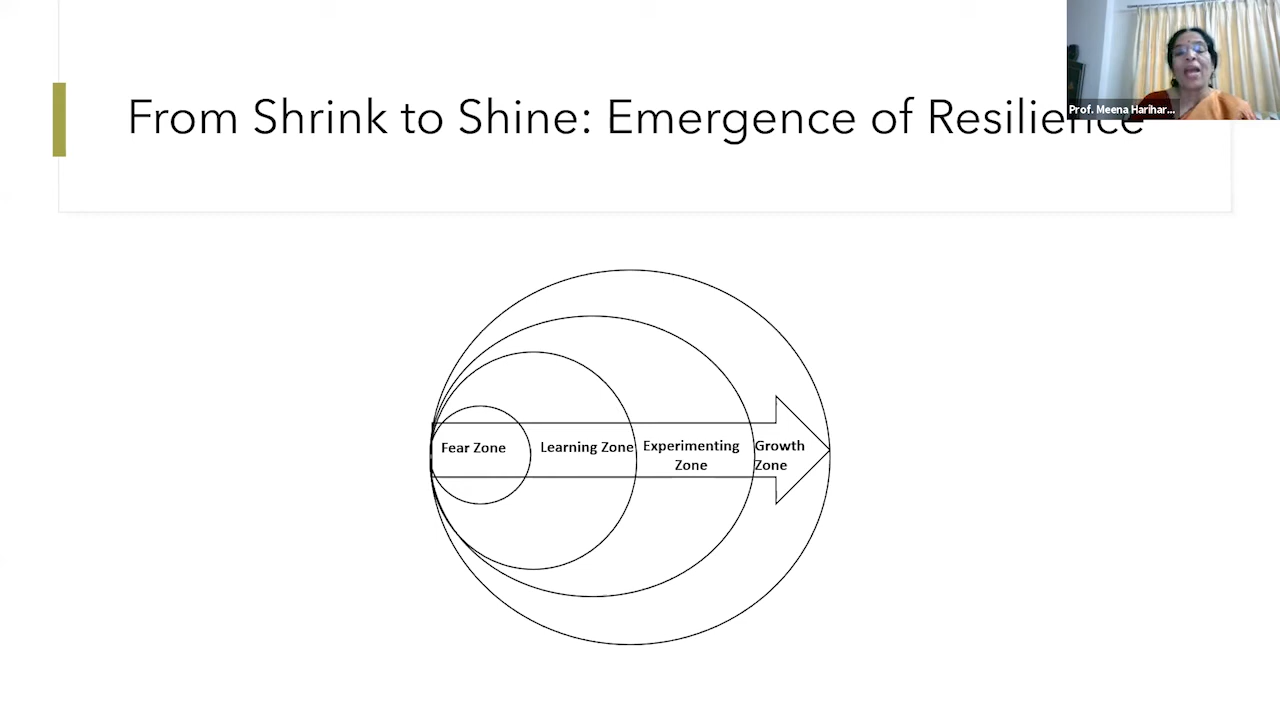 From Shrink to Shine: Emergence of Resilience
Prof. Meena Harihar...
Fear Zone
Learning Zone
Experimenting
Zone
Growth
Zone